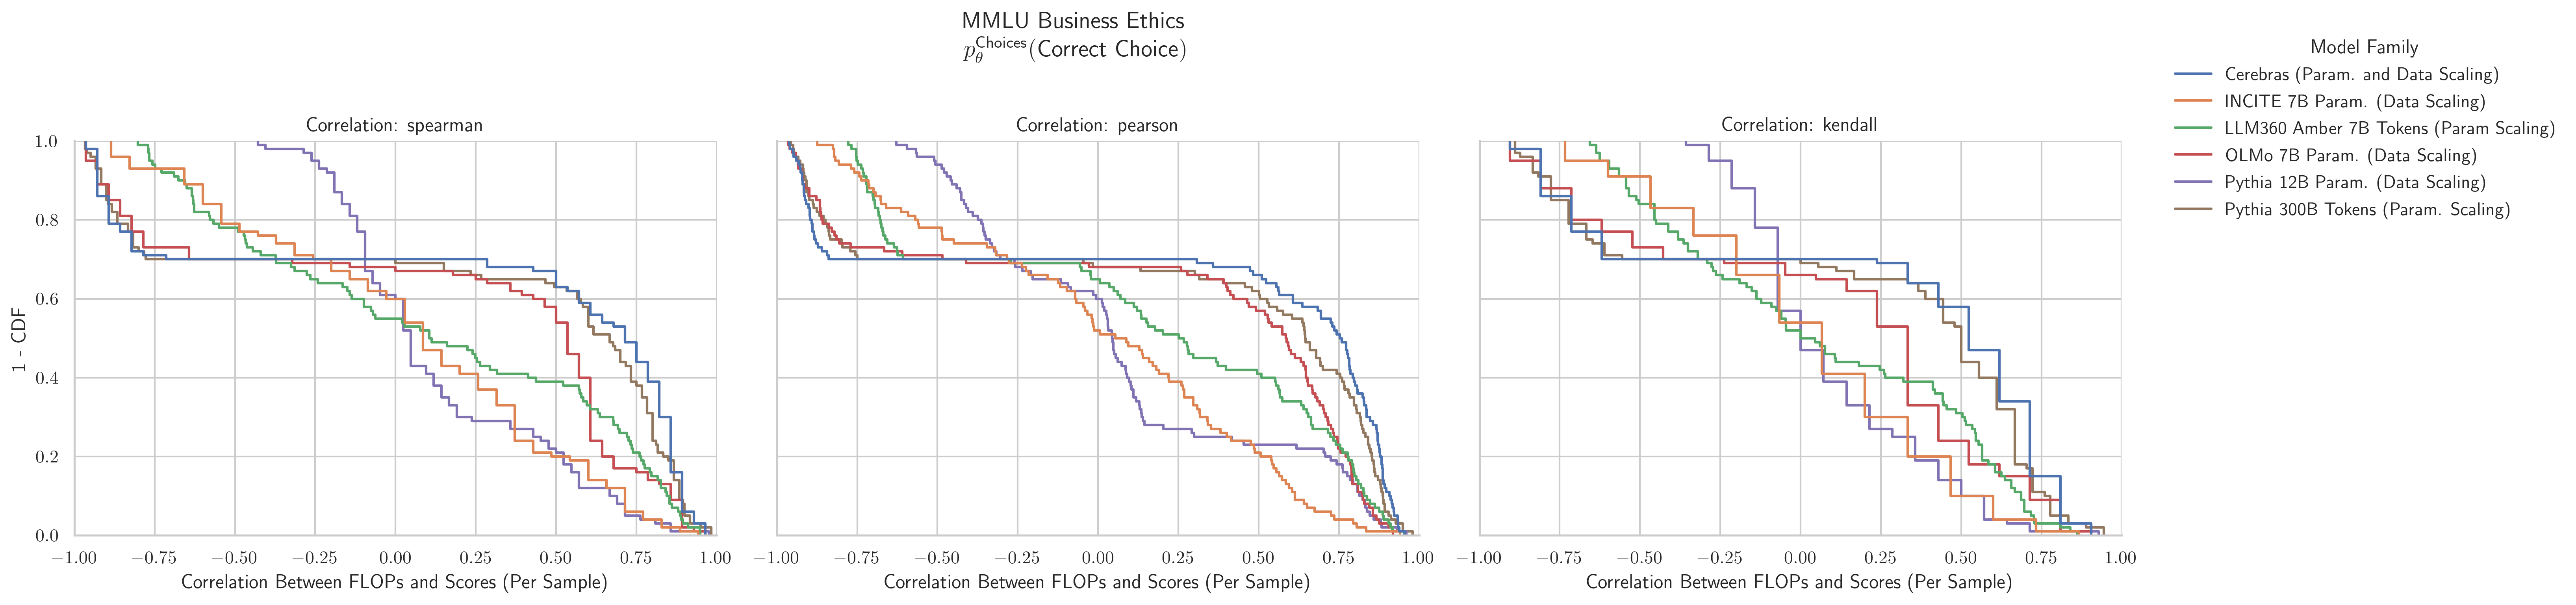 MMLU Business Ethics
p_θ^Choices(Correct Choice)
Model Family
Cerebras (Param. and Data Scaling)
INCITE 7B Param. (Data Scaling)
LLM360 Amber 7B Tokens (Param Scaling)
OLMo 7B Param. (Data Scaling)
Pythia 12B Param. (Data Scaling)
Pythia 300B Tokens (Param. Scaling)
Correlation: spearman
Correlation: pearson
Correlation: kendall
1 - CDF
1.0
0.8
0.6
0.4
0.2
0.0
−1.00 −0.75 −0.50 −0.25 0.00 0.25 0.50 0.75 1.00
−1.00 −0.75 −0.50 −0.25 0.00 0.25 0.50 0.75 1.00
−1.00 −0.75 −0.50 −0.25 0.00 0.25 0.50 0.75 1.00
Correlation Between FLOPs and Scores (Per Sample)
Correlation Between FLOPs and Scores (Per Sample)
Correlation Between FLOPs and Scores (Per Sample)